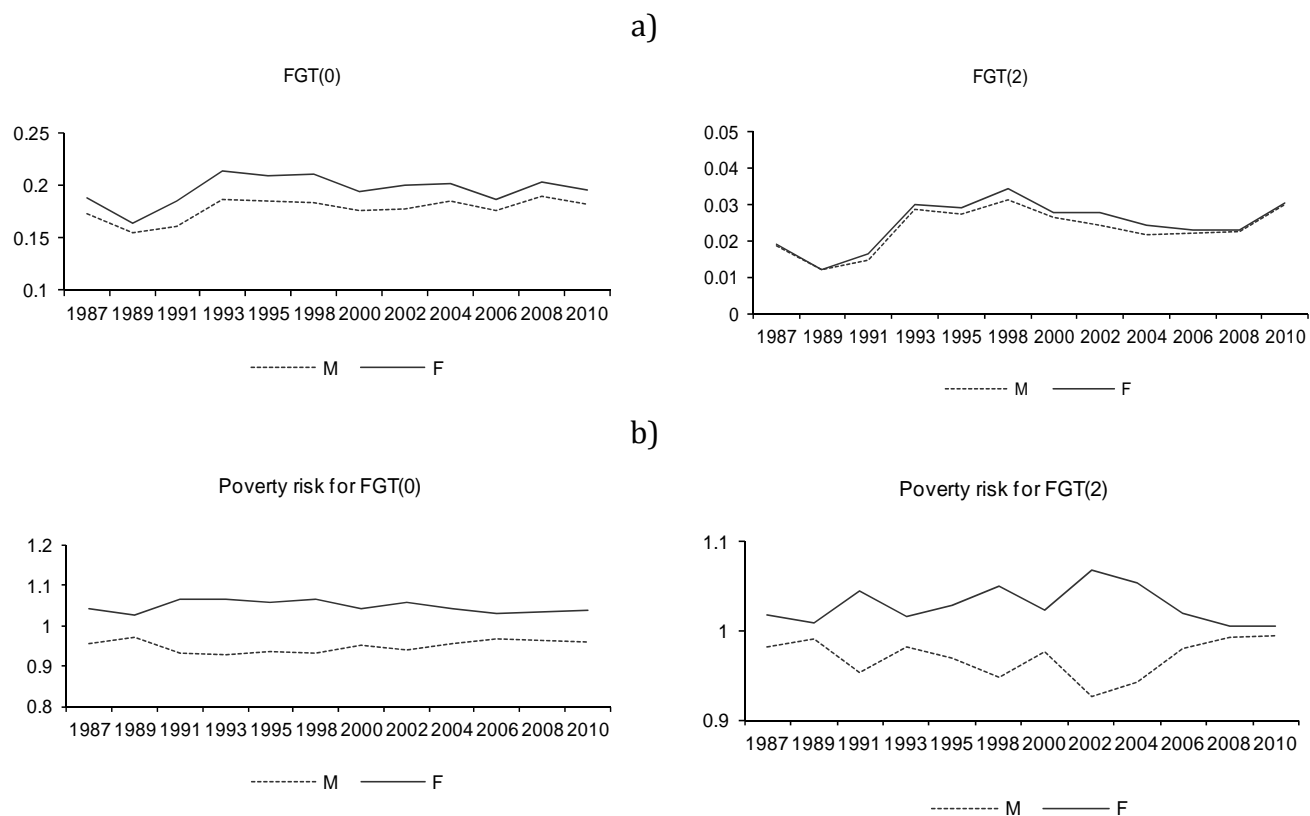 a)
FGT(0)
0.25
0.2
0.15
0.1
1987 1989 1991 1993 1995 1998 2000 2002 2004 2006 2008 2010
M F
FGT(2)
0.05
0.04
0.03
0.02
0.01
0
1987 1989 1991 1993 1995 1998 2000 2002 2004 2006 2008 2010
M F
b)
Poverty risk for FGT(0)
1.2
1.1
1
0.9
0.8
1987 1989 1991 1993 1995 1998 2000 2002 2004 2006 2008 2010
M F
Poverty risk for FGT(2)
1.1
1
0.9
1987 1989 1991 1993 1995 1998 2000 2002 2004 2006 2008 2010
M F